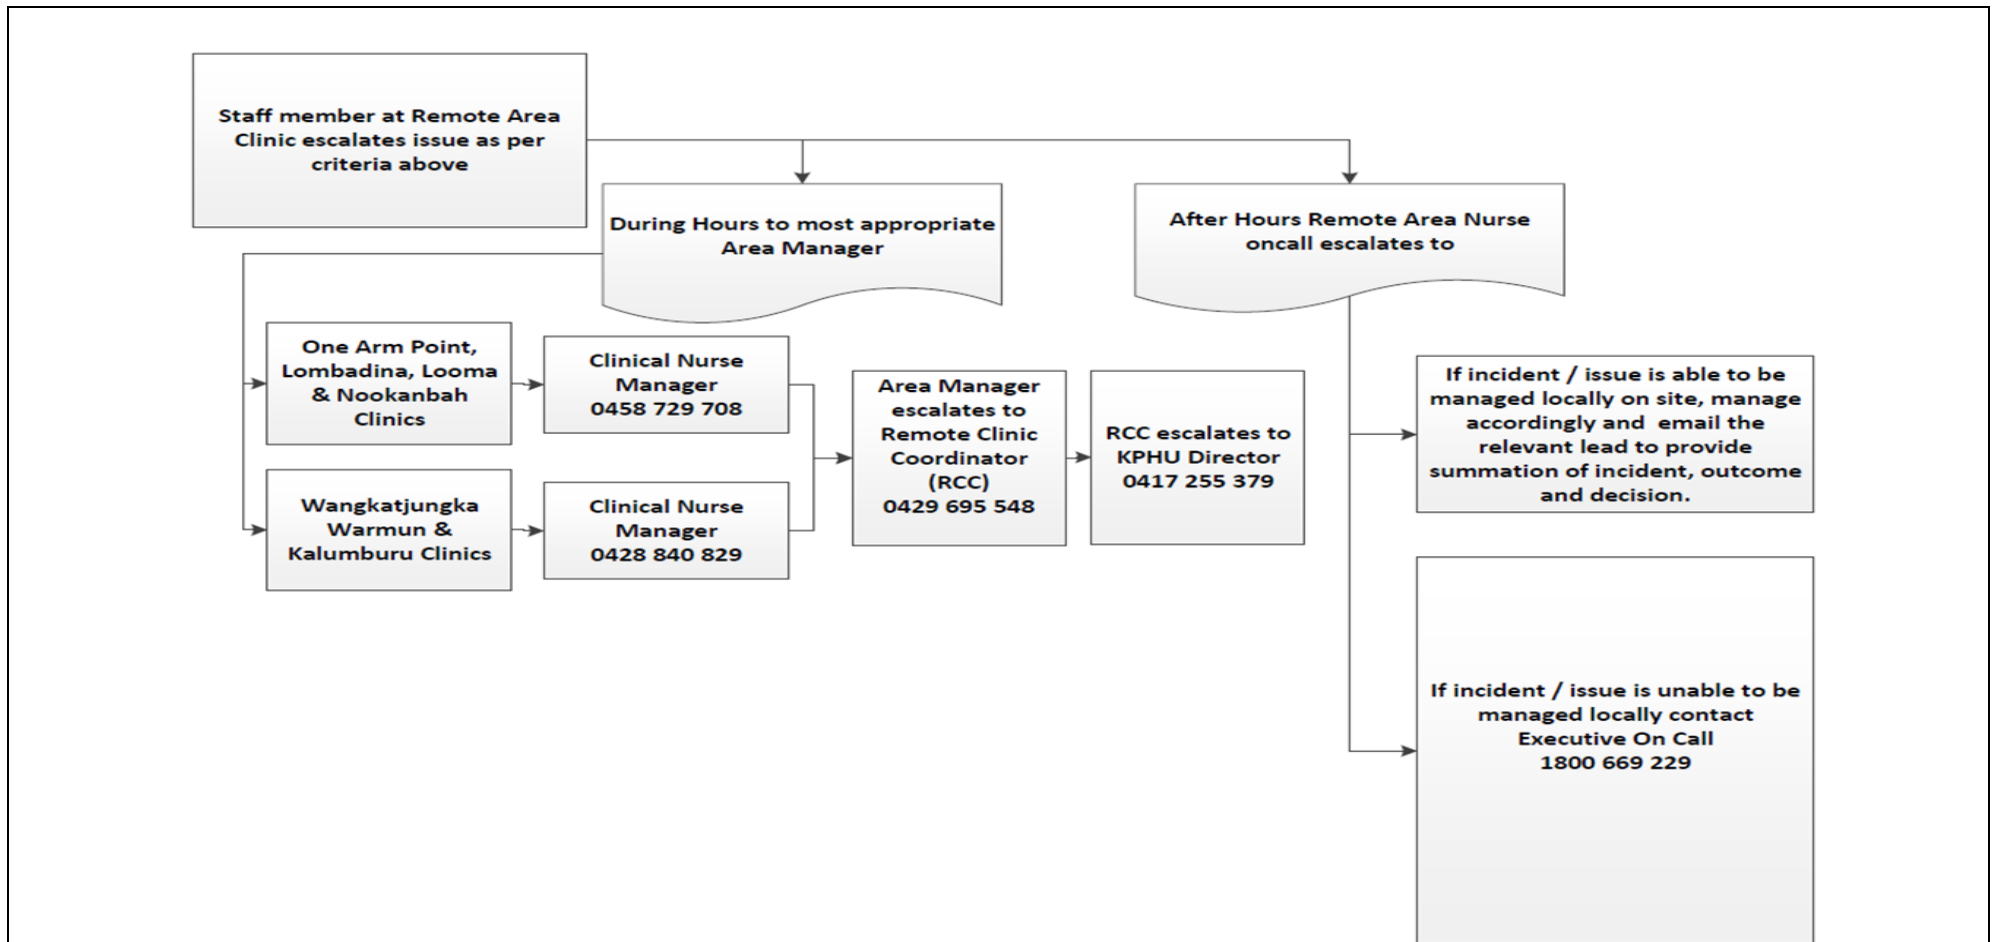 Staff member at Remote Area
Clinic escalates issue as per
criteria above
During Hours to most appropriate
Area Manager
After Hours Remote Area Nurse
oncall escalates to
One Arm Point,
Lombadina, Looma
& Nookanbah
Clinics
Clinical Nurse
Manager
0458 729 708
Wangkatjungka
Warmun &
Kalumburu Clinics
Clinical Nurse
Manager
0428 840 829
Area Manager
escalates to
Remote Clinic
Coordinator
(RCC)
0429 695 548
RCC escalates to
KPHU Director
0417 255 379
If incident / issue is able to be
managed locally on site, manage
accordingly and  email the
relevant lead to provide
summation of incident, outcome
and decision.
If incident / issue is unable to be
managed locally contact
Executive On Call
1800 669 229